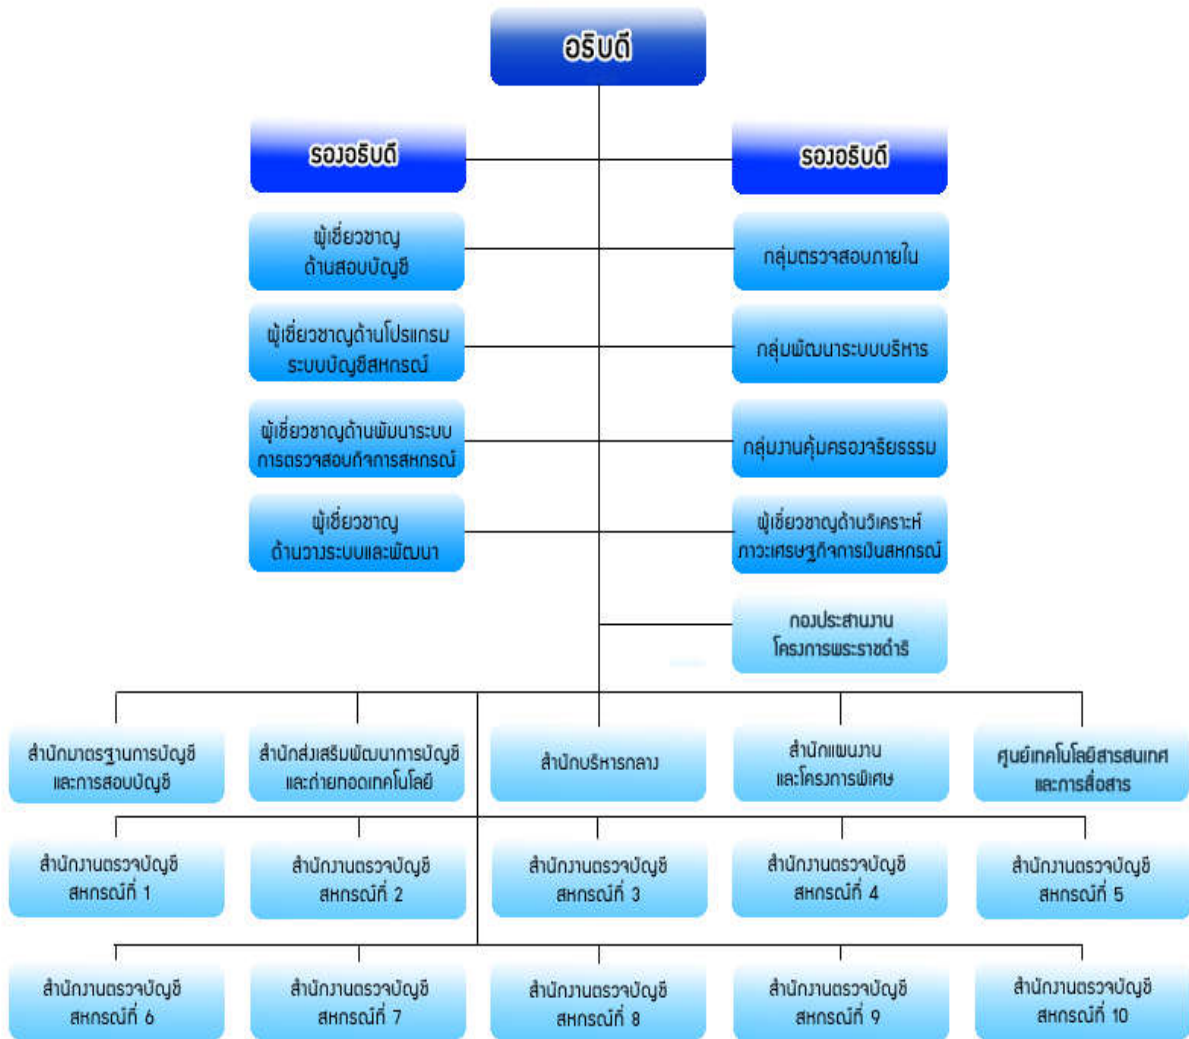 อธิบดี
รองอธิบดี
รองอธิบดี
ผู้เชี่ยวชาญ
ด้านสอบบัญชี
กลุ่มตรวจสอบภายใน
ผู้เชี่ยวชาญด้านโปรแกรม
ระบบบัญชีสหกรณ์
กลุ่มพัฒนาระบบบริหาร
ผู้เชี่ยวชาญด้านพัฒนาระบบ
การตรวจสอบกิจการสหกรณ์
กลุ่มงานคุ้มครองจริยธรรม
ผู้เชี่ยวชาญ
ด้านวางระบบและพัฒนา
ผู้เชี่ยวชาญด้านวิเคราะห์
ภาวะเศรษฐกิจการเงินสหกรณ์
กองประสานงาน
โครงการพระราชดำริ
สำนักมาตรฐานการบัญชี
และการสอบบัญชี
สำนักส่งเสริมพัฒนาการบัญชี
และถ่ายทอดเทคโนโลยี
สำนักบริหารกลาง
สำนักแผนงาน
และโครงการพิเศษ
ศูนย์เทคโนโลยีสารสนเทศ
และการสื่อสาร
สำนักงานตรวจบัญชี
สหกรณ์ที่ 1
สำนักงานตรวจบัญชี
สหกรณ์ที่ 2
สำนักงานตรวจบัญชี
สหกรณ์ที่ 3
สำนักงานตรวจบัญชี
สหกรณ์ที่ 4
สำนักงานตรวจบัญชี
สหกรณ์ที่ 5
สำนักงานตรวจบัญชี
สหกรณ์ที่ 6
สำนักงานตรวจบัญชี
สหกรณ์ที่ 7
สำนักงานตรวจบัญชี
สหกรณ์ที่ 8
สำนักงานตรวจบัญชี
สหกรณ์ที่ 9
สำนักงานตรวจบัญชี
สหกรณ์ที่ 10